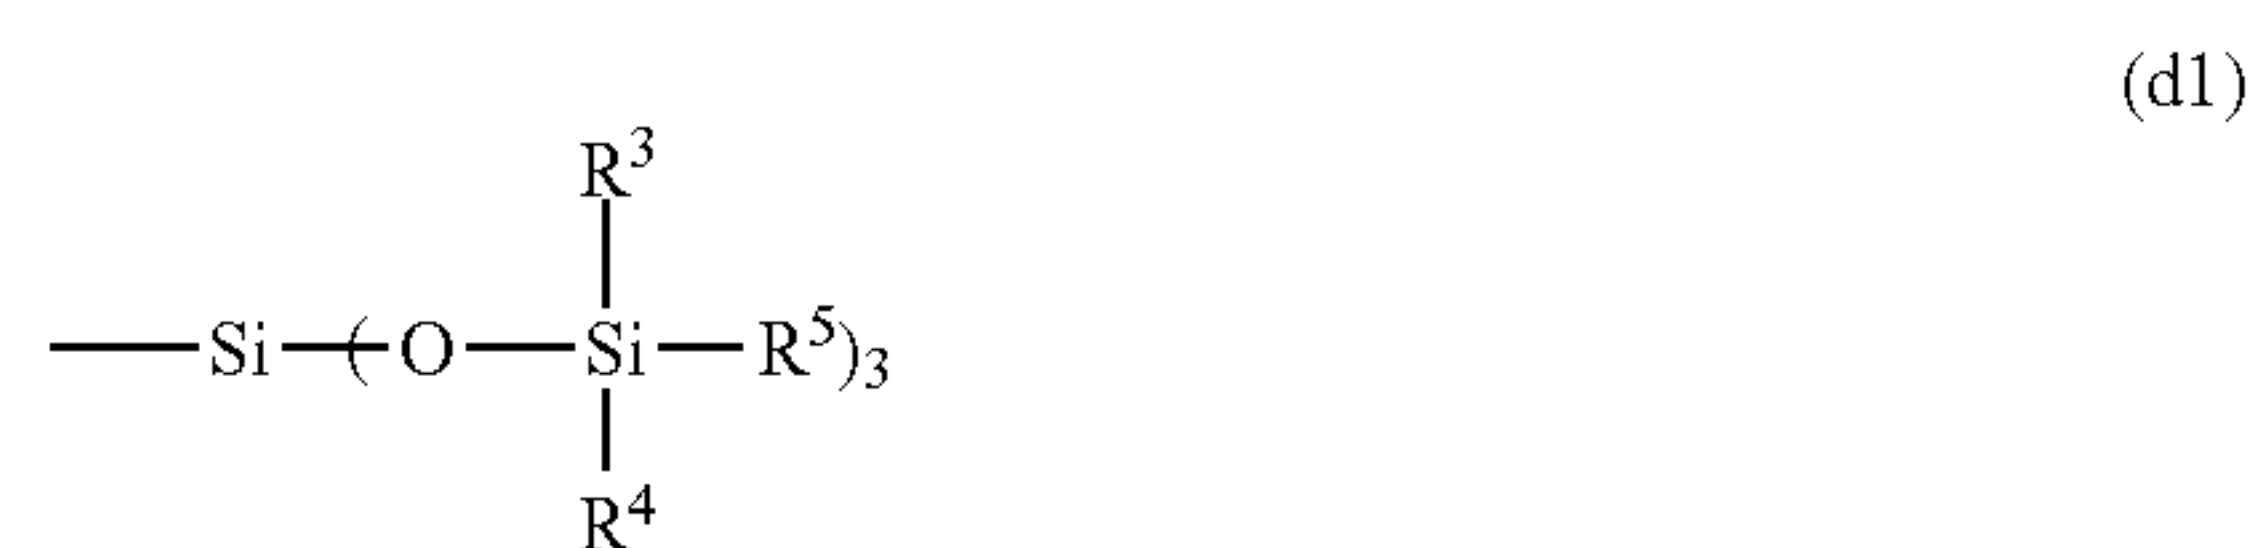 (d1)
R³
Si—(O—Si—R⁵)₃
R⁴